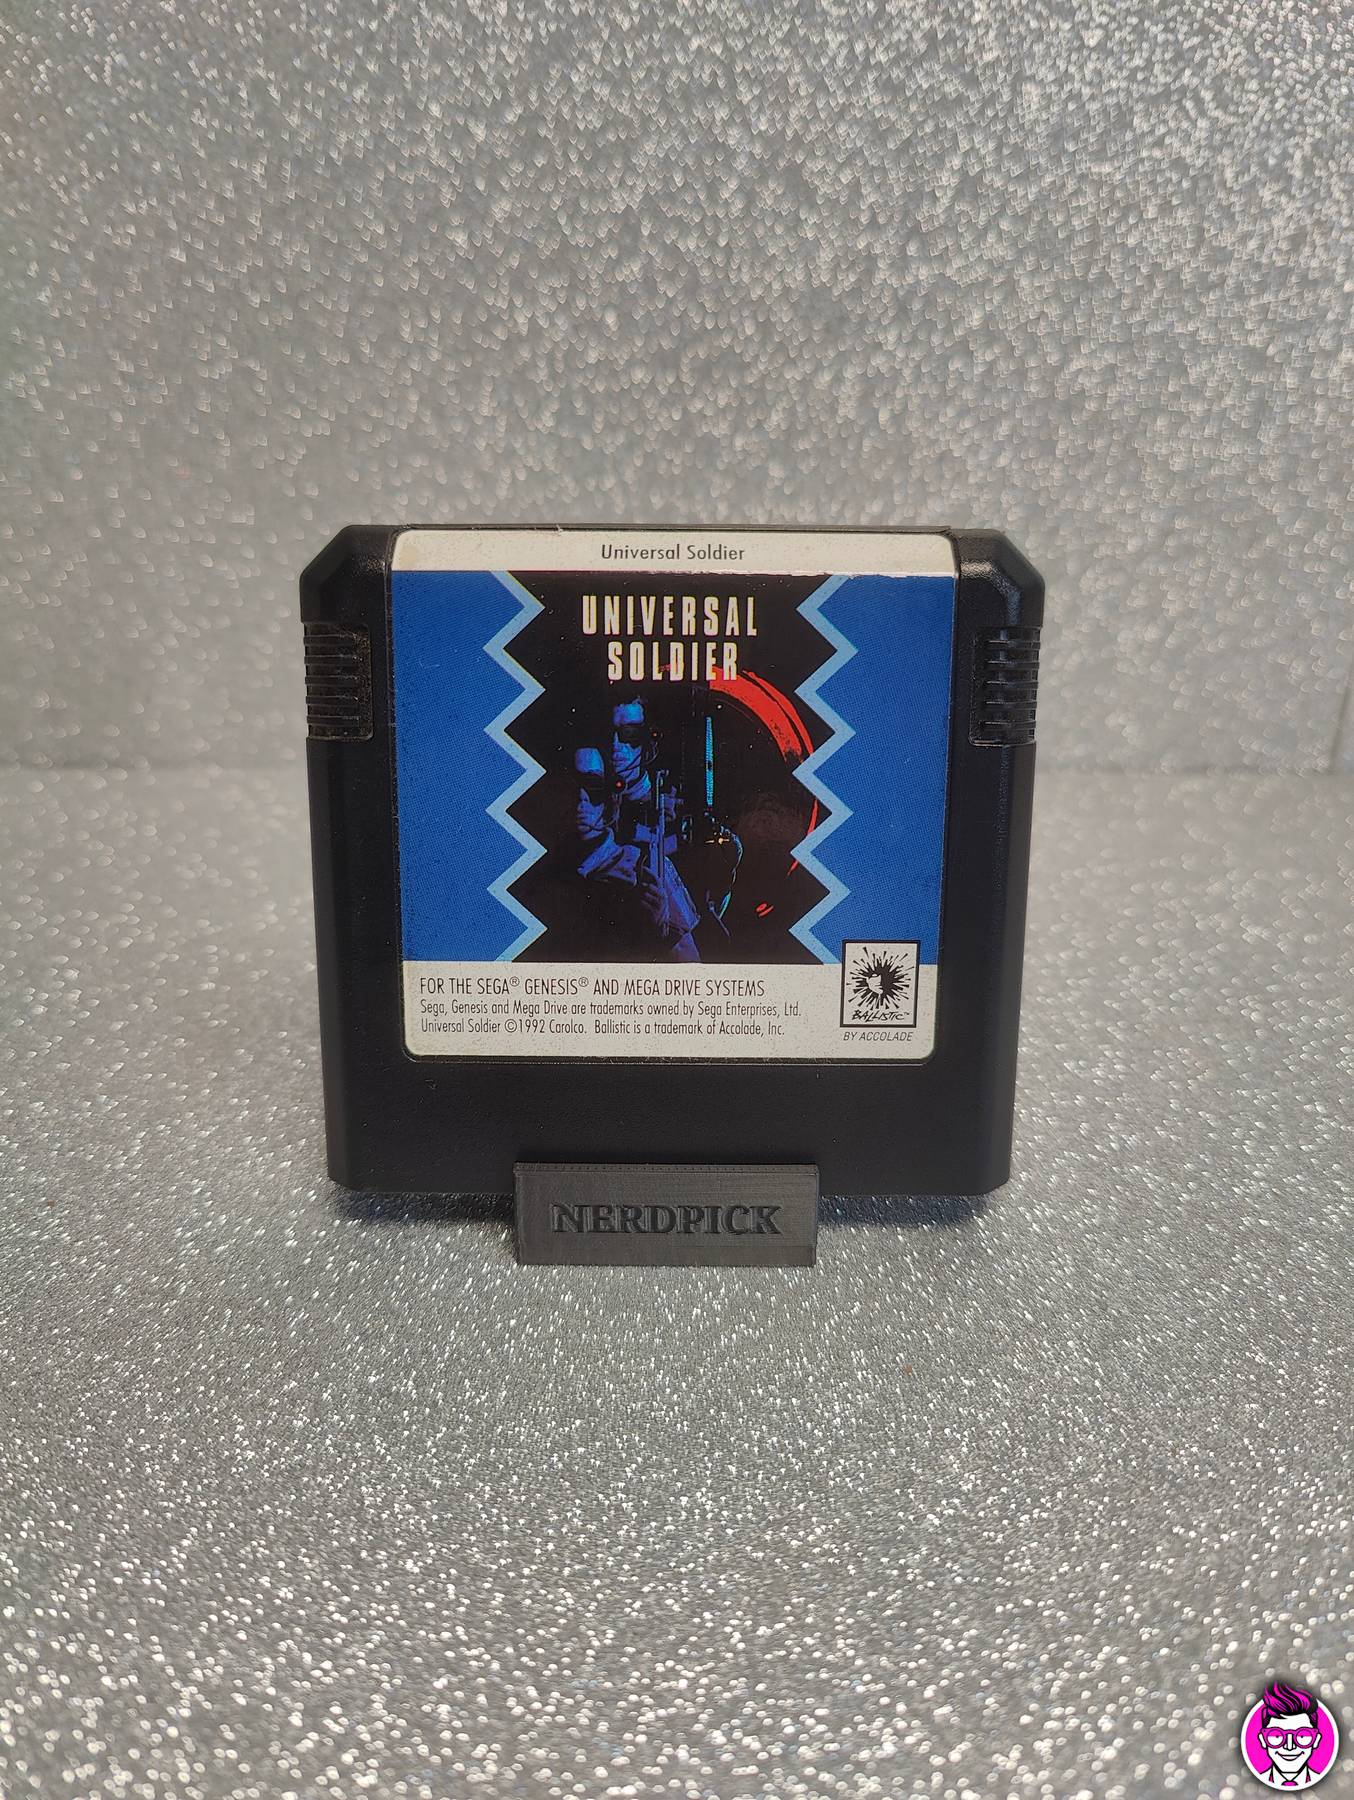 Universal Soldier
UNIVERSAL
SOLDIER
FOR THE SEGA® GENESIS® AND MEGA DRIVE SYSTEMS
Sega, Genesis and Mega Drive are trademarks owned by Sega Enterprises, Ltd.
Universal Soldier ©1992 Carolco. Ballistic is a trademark of Accolade, Inc.
BALLISTIC™
BY ACCOLADE
NERDPICK